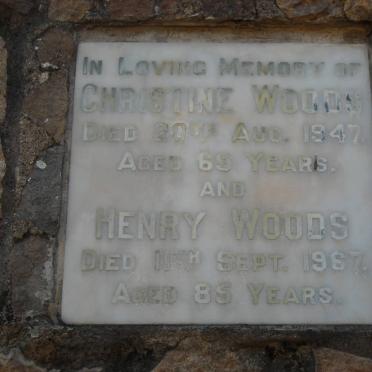 In Loving Memory of
Christine Woods
Died 20th Aug. 1947.
Aged 69 Years.
and
Henry Woods
Died 11th Sept. 1967.
Aged 85 Years.